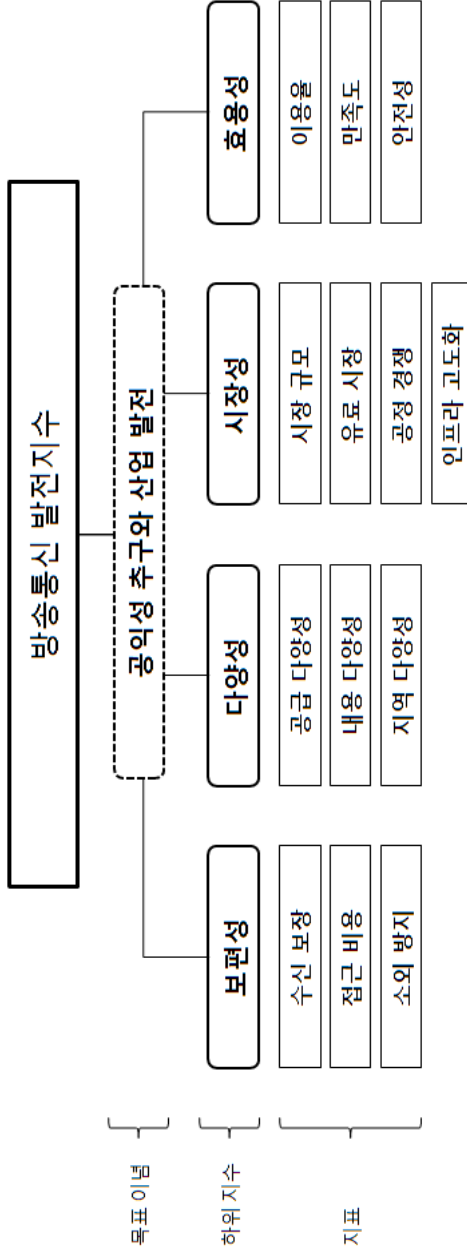 방송통신 발전지수
목표 이념
공익성 추구와 산업 발전
하위 지수
보편성
다양성
시장성
효용성
지표
수신 보장
공급 다양성
시장 규모
이용율
접근 비용
내용 다양성
유료 시장
만족도
소외 방지
지역 다양성
공정 경쟁
안전성
인프라 고도화